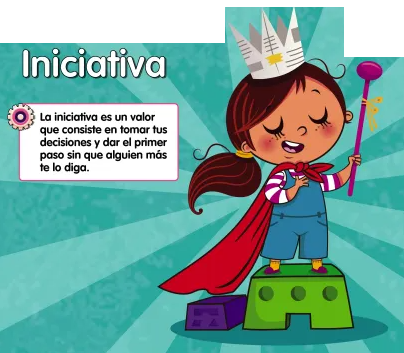 Iniciativa
La iniciativa es un valor
que consiste en tomar tus
decisiones y dar el primer
paso sin que alguien más
te lo diga.